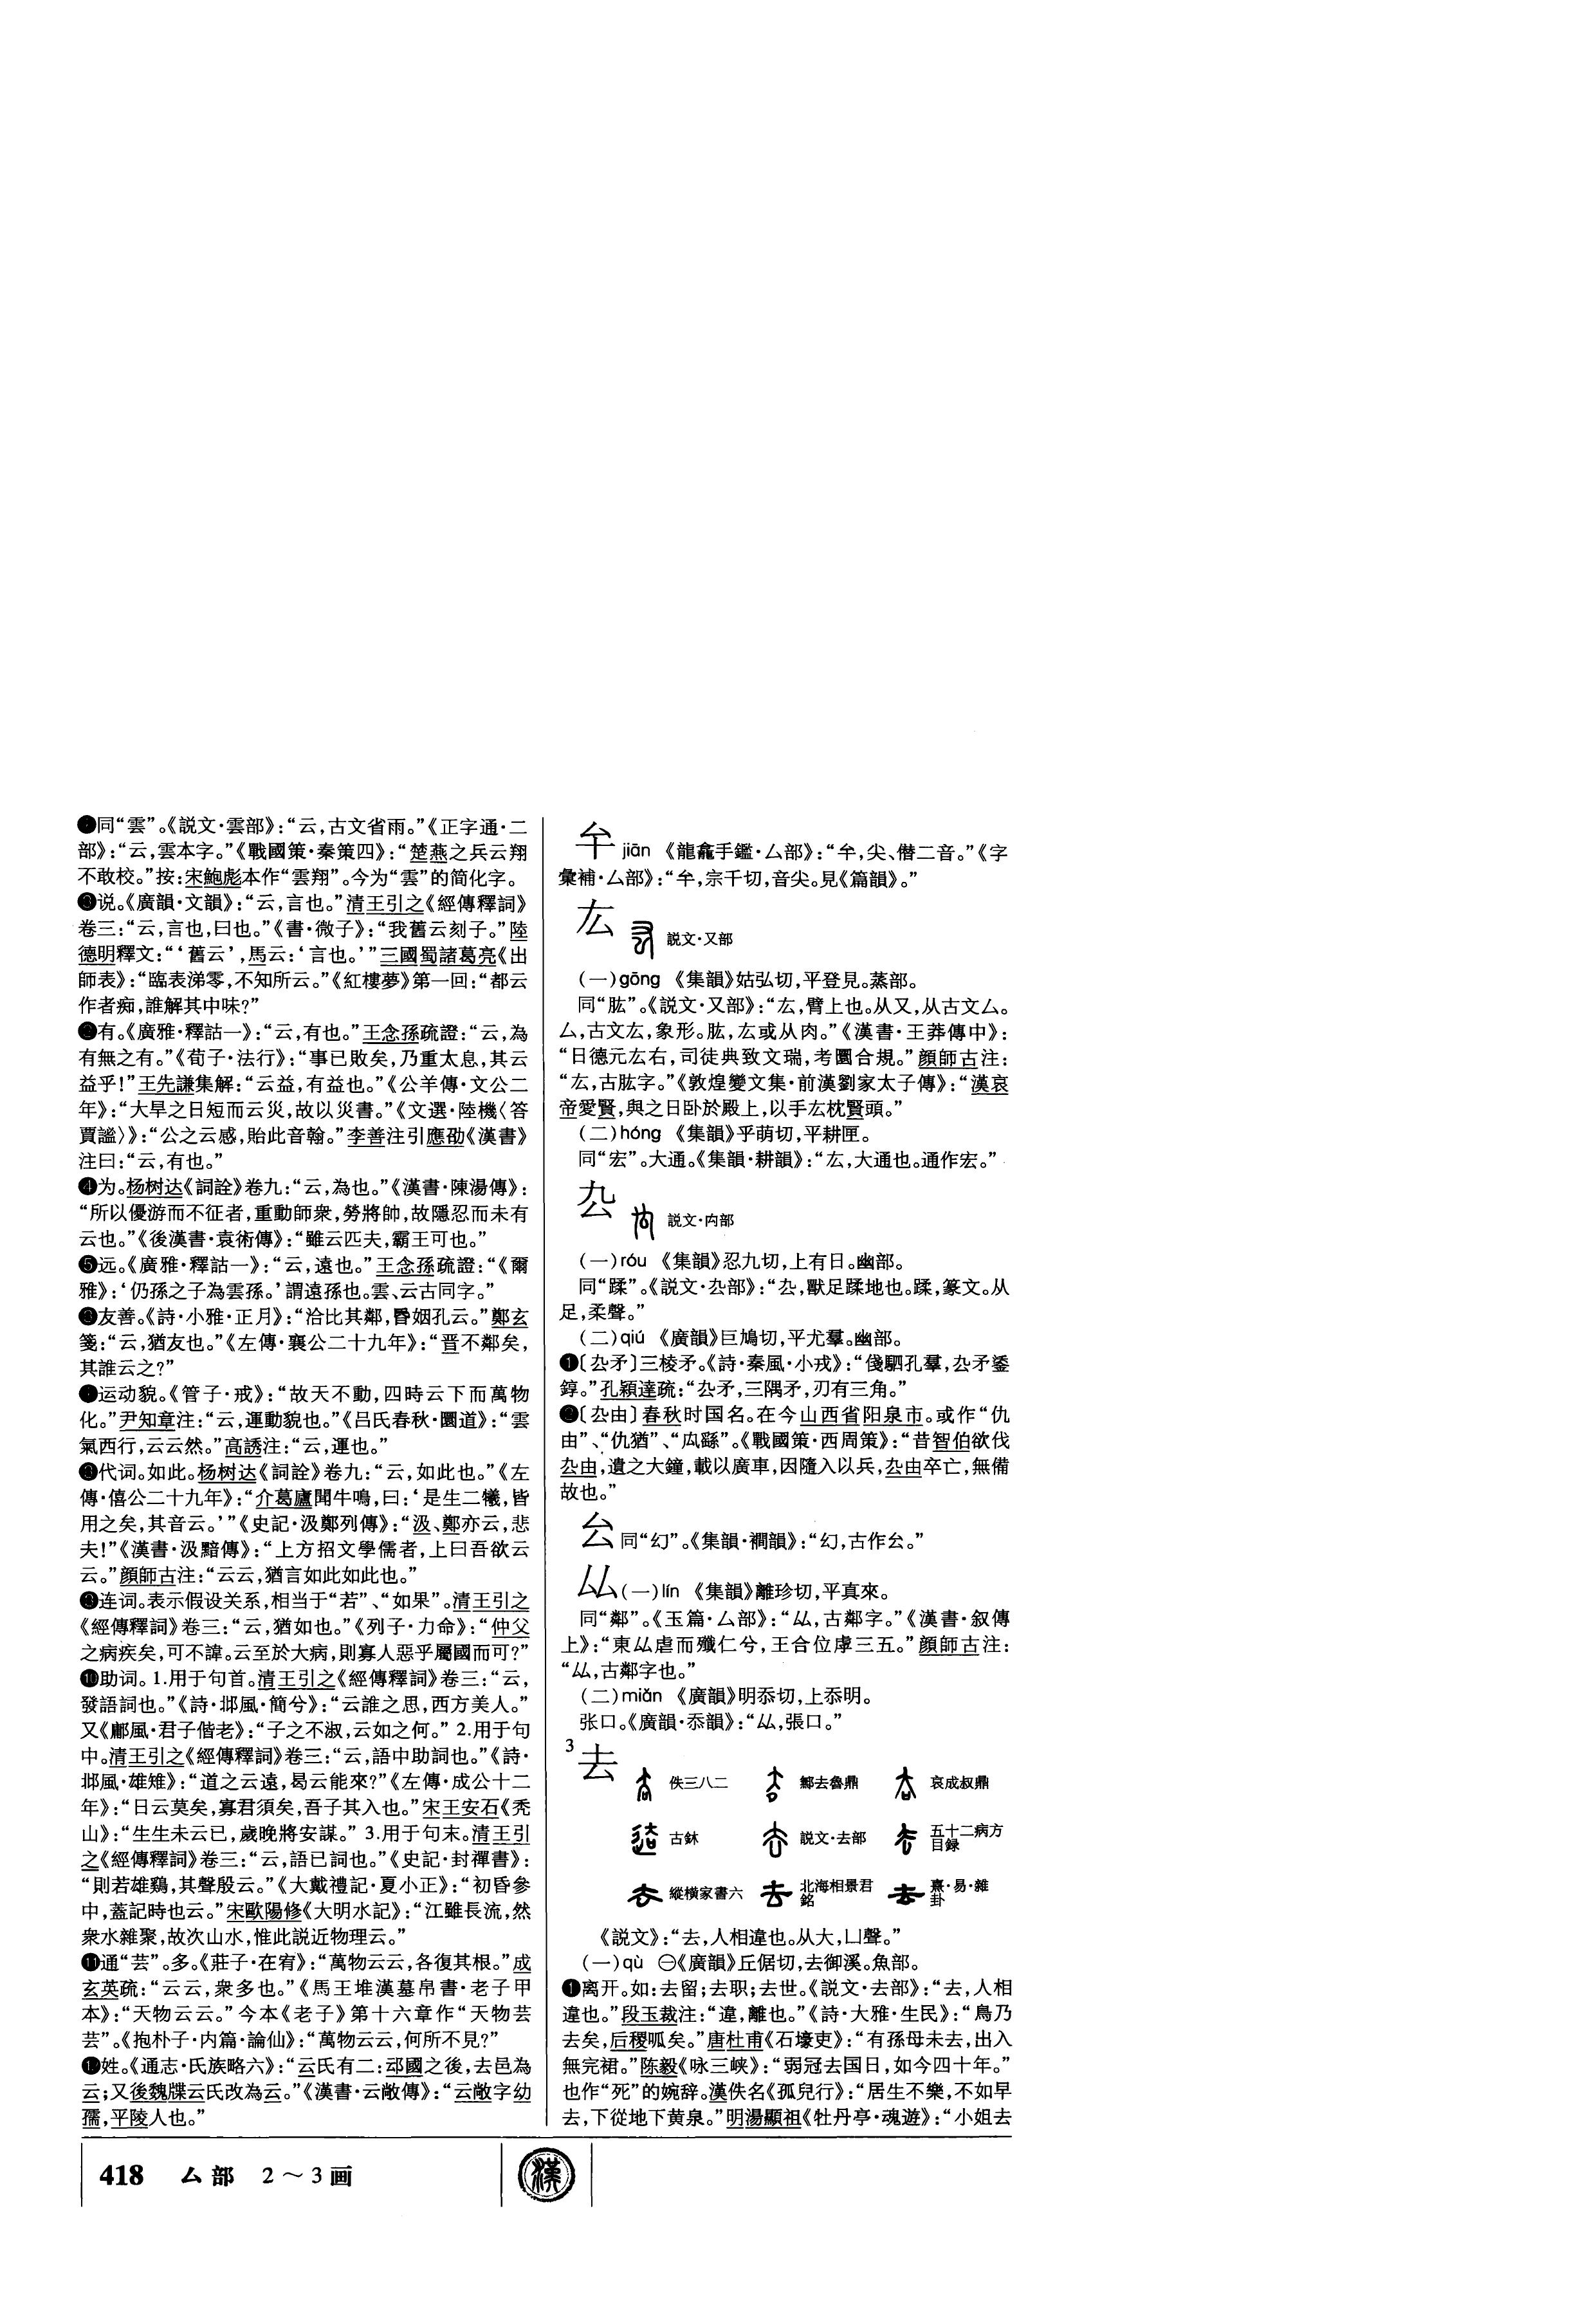 同“雲”。《説文·雲部》：“云，古文省雨。”《正字通·二
部》：“云，雲本字。”《戰國策·秦策四》：“楚燕之兵云翔
不敢校。”按：宋鮑彪本作“雲翔”。今为“雲”的简化字。
说。《廣韻·文韻》：“云，言也。”清王引之《經傳釋詞》
卷三：“云，言也，曰也。”《書·微子》：“我舊云刻子。”陸
德明釋文：“‘舊云’，馬云：‘言也。’”三國蜀諸葛亮《出
師表》：“臨表涕零，不知所云。”《紅樓夢》第一回：“都云
作者痴，誰解其中味？”
有。《廣雅·釋詁一》：“云，有也。”王念孫疏證：“云，為
有無之有。”《荀子·法行》：“事已敗矣，乃重太息，其云
益乎！”王先謙集解：“云益，有益也。”《公羊傳·文公二
年》：“大旱之日短而云災，故以災書。”《文選·陸機〈答
賈謐〉》：“公之云感，貽此音翰。”李善注引應劭《漢書》
注曰：“云，有也。”
❹为。杨树达《詞詮》卷九：“云，為也。”《漢書·陳湯傳》：
“所以優游而不征者，重動師衆，勞將帥，故隱忍而未有
云也。”《後漢書·袁術傳》：“雖云匹夫，霸王可也。”
❺远。《廣雅·釋詁一》：“云，遠也。”王念孫疏證：“《爾
雅》：‘仍孫之子為雲孫。’謂遠孫也。雲、云古同字。”
友善。《詩·小雅·正月》：“洽比其鄰，昬姻孔云。”鄭玄
箋：“云，猶友也。”《左傳·襄公二十九年》：“晋不鄰矣，
其誰云之？”
运动貌。《管子·戒》：“故天不動，四時云下而萬物
化。”尹知章注：“云，運動貌也。”《吕氏春秋·圜道》：“雲
氣西行，云云然。”高誘注：“云，運也。”
代词。如此。杨树达《詞詮》卷九：“云，如此也。”《左
傳·僖公二十九年》：“介葛廬聞牛鳴，曰：‘是生二犧，皆
用之矣，其音云。’”《史記·汲鄭列傳》：“汲、鄭亦云，悲
夫！”《漢書·汲黯傳》：“上方招文學儒者，上曰吾欲云
云。”顔師古注：“云云，猶言如此如此也。”
连词。表示假设关系，相当于“若”、“如果”。清王引之
《經傳釋詞》卷三：“云，猶如也。”《列子·力命》：“仲父
之病疾矣，可不諱。云至於大病，則寡人惡乎屬國而可？”
❿助词。1.用于句首。清王引之《經傳釋詞》卷三：“云，
發語詞也。”《詩·邶風·簡兮》：“云誰之思，西方美人。”
又《鄘風·君子偕老》：“子之不淑，云如之何。”2.用于句
中。清王引之《經傳釋詞》卷三：“云，語中助詞也。”《詩·
邶風·雄雉》：“道之云遠，曷云能來？”《左傳·成公十二
年》：“日云莫矣，寡君須矣，吾子其入也。”宋王安石《禿
山》：“生生未云已，歲晚將安謀。”3.用于句末。清王引
之《經傳釋詞》卷三：“云，語已詞也。”《史記·封禪書》：
“則若雄鷄，其聲殷云。”《大戴禮記·夏小正》：“初昏參
中，蓋記時也云。”宋歐陽修《大明水記》：“江雖長流，然
衆水雜聚，故次山水，惟此説近物理云。”
⓫通“芸”。多。《莊子·在宥》：“萬物云云，各復其根。”成
玄英疏：“云云，衆多也。”《馬王堆漢墓帛書·老子甲
本》：“天物云云。”今本《老子》第十六章作“天物芸
芸”。《抱朴子·内篇·論仙》：“萬物云云，何所不見？”
姓。《通志·氏族略六》：“云氏有二：䢵國之後，去邑為
云；又後魏牒云氏改為云。”《漢書·云敞傳》：“云敞字幼
孺，平陵人也。”
厶部 2～3画
418
𠫔 jiān 《龍龕手鑑·厶部》：“𠫔，尖、僭二音。”《字
彙補·厶部》：“𠫔，宗千切，音尖。見《篇韻》。”
厷 説文·又部
（一）gōng 《集韻》姑弘切，平登見。蒸部。
同“肱”。《説文·又部》：“厷，臂上也。从又，从古文厶。
厶，古文厷，象形。肱，厷或从肉。”《漢書·王莽傳中》：
“日德元厷右，司徒典致文瑞，考圜合規。”顔師古注：
“厷，古肱字。”《敦煌變文集·前漢劉家太子傳》：“漢哀
帝愛賢，與之日卧於殿上，以手厷枕賢頭。”
（二）hóng 《集韻》乎萌切，平耕匣。
同“宏”。大通。《集韻·耕韻》：“厷，大通也。通作宏。”
厹 説文·内部
（一）róu 《集韻》忍九切，上有日。幽部。
同“蹂”。《説文·厹部》：“厹，獸足蹂地也。蹂，篆文。从
足，柔聲。”
（二）qiú 《廣韻》巨鳩切，平尤羣。幽部。
❶〔厹矛〕三棱矛。《詩·秦風·小戎》：“俴駟孔羣，厹矛鋈
錞。”孔穎達疏：“厹矛，三隅矛，刃有三角。”
〔厹由〕春秋时国名。在今山西省阳泉市。或作“仇
由”、“仇猶”、“㕤繇”。《戰國策·西周策》：“昔智伯欲伐
厹由，遺之大鐘，載以廣車，因隨入以兵，厹由卒亡，無備
故也。”
厸 同“幻”。《集韻·襇韻》：“幻，古作厸。”
厸（一）lín 《集韻》離珍切，平真來。
同“鄰”。《玉篇·厶部》：“厸，古鄰字。”《漢書·叙傳
上》：“東厸虐而殲仁兮，王合位虖三五。”顔師古注：
“厸，古鄰字也。”
（二）miǎn 《廣韻》明忝切，上忝明。
张口。《廣韻·忝韻》：“厸，張口。”
3 去 佚三八二 鄦去魯鼎 哀成叔鼎
古鉥 説文·去部 五十二病方 目録
縱横家書六 北海相景君 銘 熹·易·雜 卦
《説文》：“去，人相違也。从大，凵聲。”
（一）qù ㊀《廣韻》丘倨切，去御溪。魚部。
❶离开。如：去留；去职；去世。《説文·去部》：“去，人相
違也。”段玉裁注：“違，離也。”《詩·大雅·生民》：“鳥乃
去矣，后稷呱矣。”唐杜甫《石壕吏》：“有孫母未去，出入
無完裙。”陈毅《咏三峡》：“弱冠去国日，如今四十年。”
也作“死”的婉辞。漢佚名《孤兒行》：“居生不樂，不如早
去，下從地下黄泉。”明湯顯祖《牡丹亭·魂遊》：“小姐去
漢